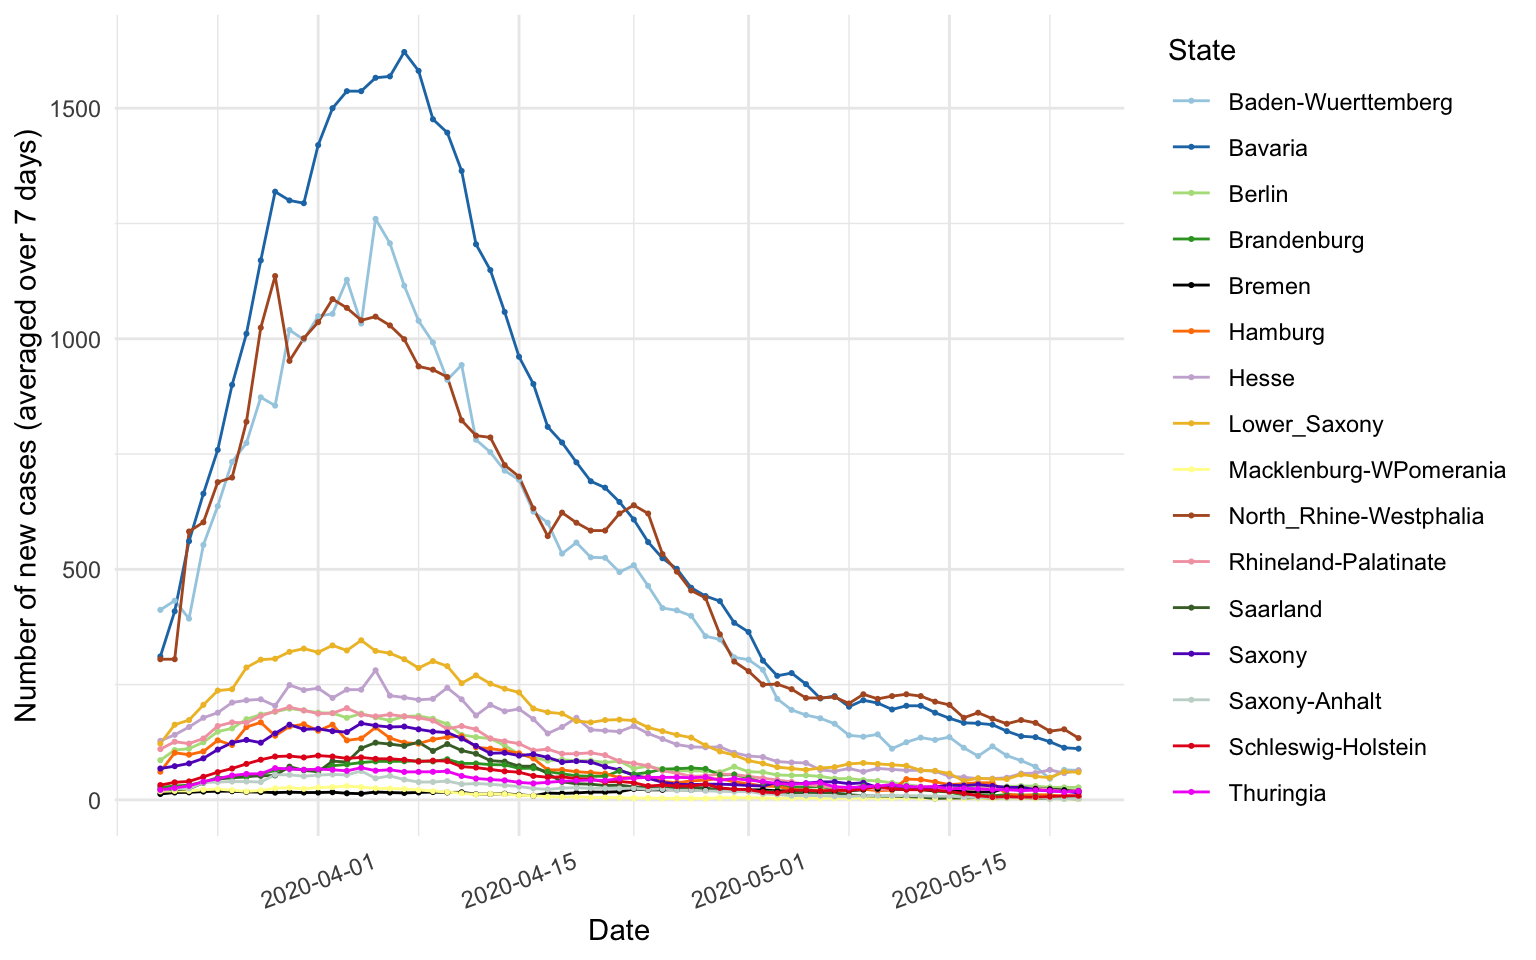 Number of new cases (averaged over 7 days)
1500
1000
500
0
2020-04-01
2020-04-15
2020-05-01
2020-05-15
Date
State
Baden-Wuerttemberg
Bavaria
Berlin
Brandenburg
Bremen
Hamburg
Hesse
Lower_Saxony
Macklenburg-WPomerania
North_Rhine-Westphalia
Rhineland-Palatinate
Saarland
Saxony
Saxony-Anhalt
Schleswig-Holstein
Thuringia